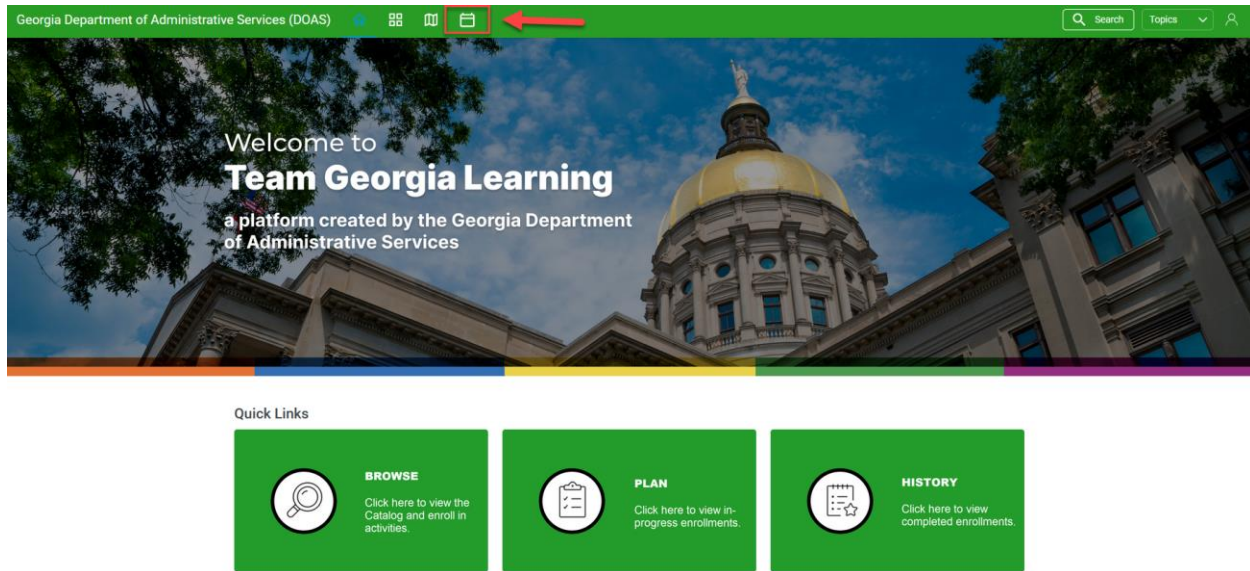 Georgia Department of Administrative Services (DOAS)
Search
Topics
Welcome to
Team Georgia Learning
a platform created by the Georgia Department
of Administrative Services
Quick Links
BROWSE
Click here to view the
Catalog and enroll in
activities.
PLAN
Click here to view in-
progress enrollments.
HISTORY
Click here to view
completed enrollments.